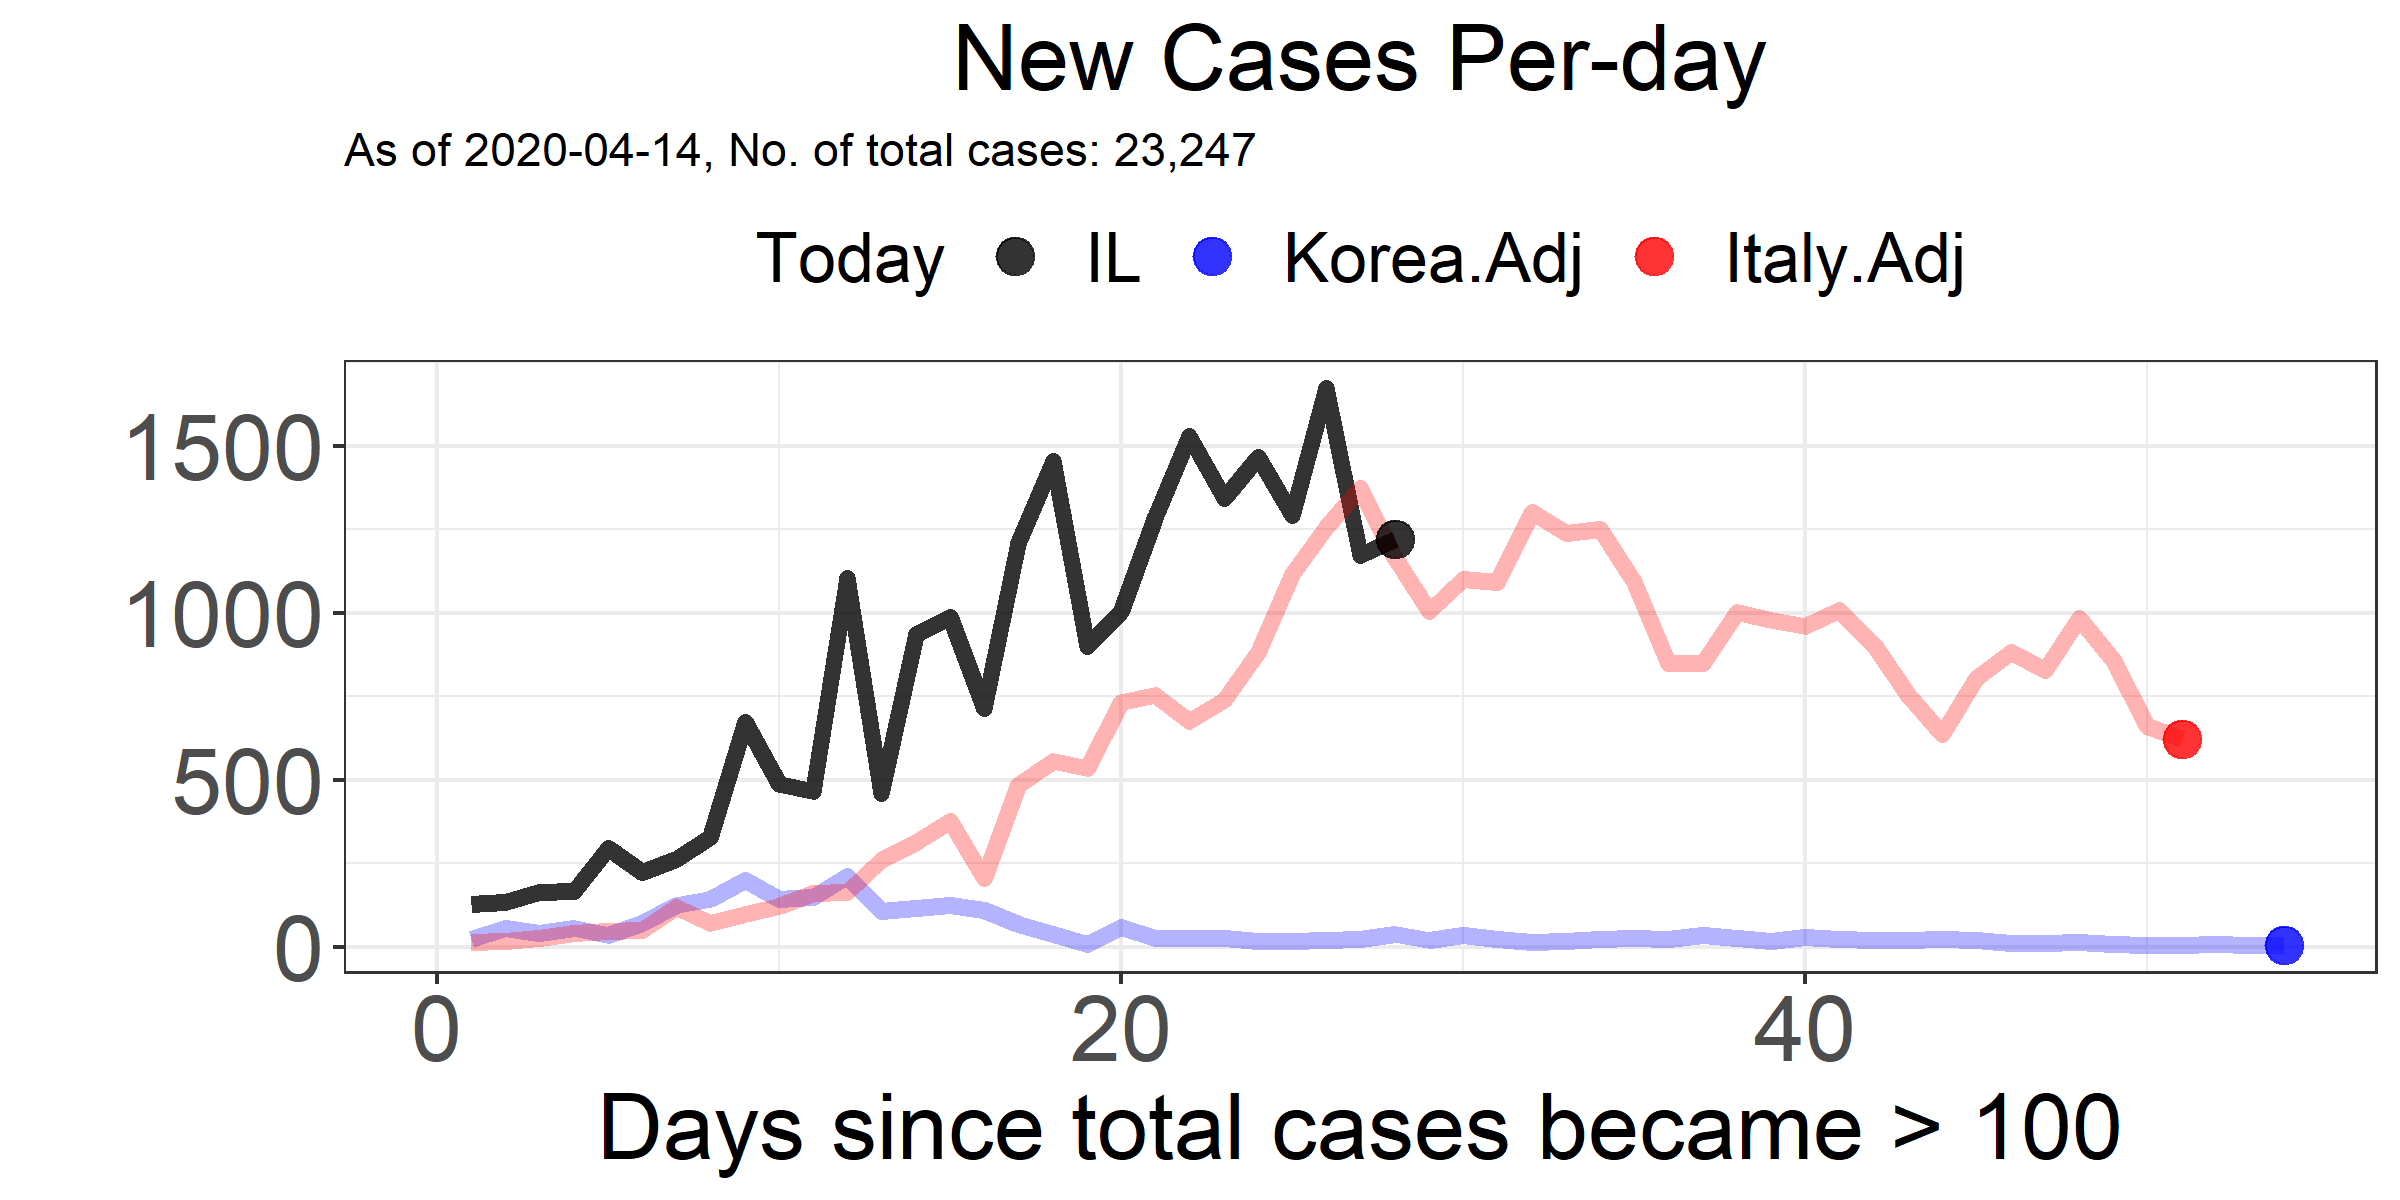 New Cases Per-day
As of 2020-04-14, No. of total cases: 23,247
Today IL Korea.Adj Italy.Adj
1500
1000
500
0
0 20 40
Days since total cases became > 100